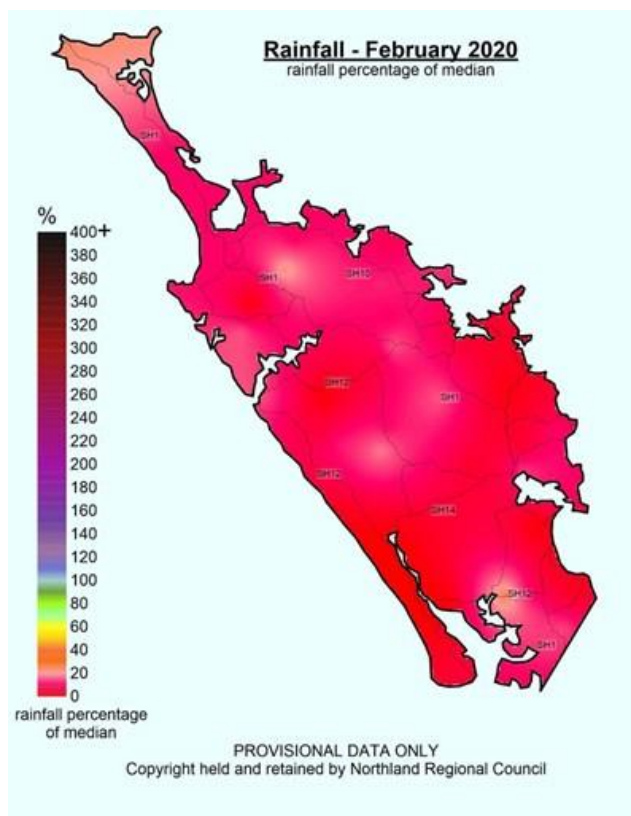 Rainfall - February 2020
rainfall percentage of median
SH1
%
400+
380
360
340
320
300
280
260
240
220
200
180
160
140
120
100
80
60
40
20
0
SH1
SH10
SH12
SH1
SH12
SH14
SH12
SH1
rainfall percentage
of median
PROVISIONAL DATA ONLY
Copyright held and retained by Northland Regional Council